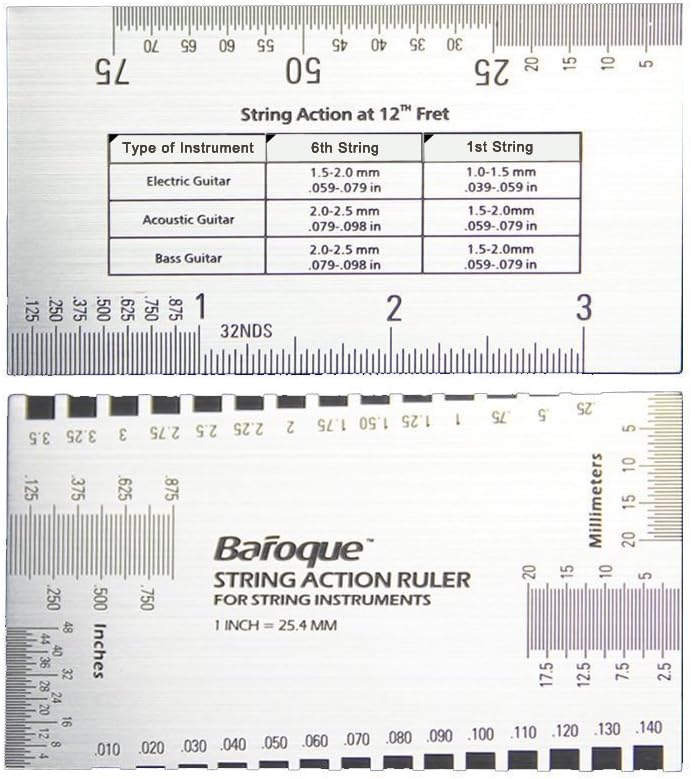 70 65 60 55 45 40 35 30 20 15 10 5
75 50 25
String Action at 12TH Fret
Type of Instrument 6th String 1st String
Electric Guitar 1.5-2.0 mm 1.0-1.5 mm
.059-.079 in .039-.059 in
Acoustic Guitar 2.0-2.5 mm 1.5-2.0mm
.079-.098 in .059-.079 in
Bass Guitar 2.0-2.5 mm 1.5-2.0mm
.079-.098 in .059-.079 in
.125 .250 .375 .500 .625 .750 .875 1 2 3
32NDS
3.5 3.25 3 2.75 2.5 2.25 2 1.75 1.50 1.25 1 .75 .5 .25
5 10 15 20
Millimeters
.125 .375 .625 .875
.250 .500 .750
Baroque™
STRING ACTION RULER
FOR STRING INSTRUMENTS
1 INCH = 25.4 MM
20 15 10 5
17.5 12.5 7.5 2.5
48 44 40 36 32 28 24 20 16 12 8 4
Inches
.010 .020 .030 .040 .050 .060 .070 .080 .090 .100 .110 .120 .130 .140